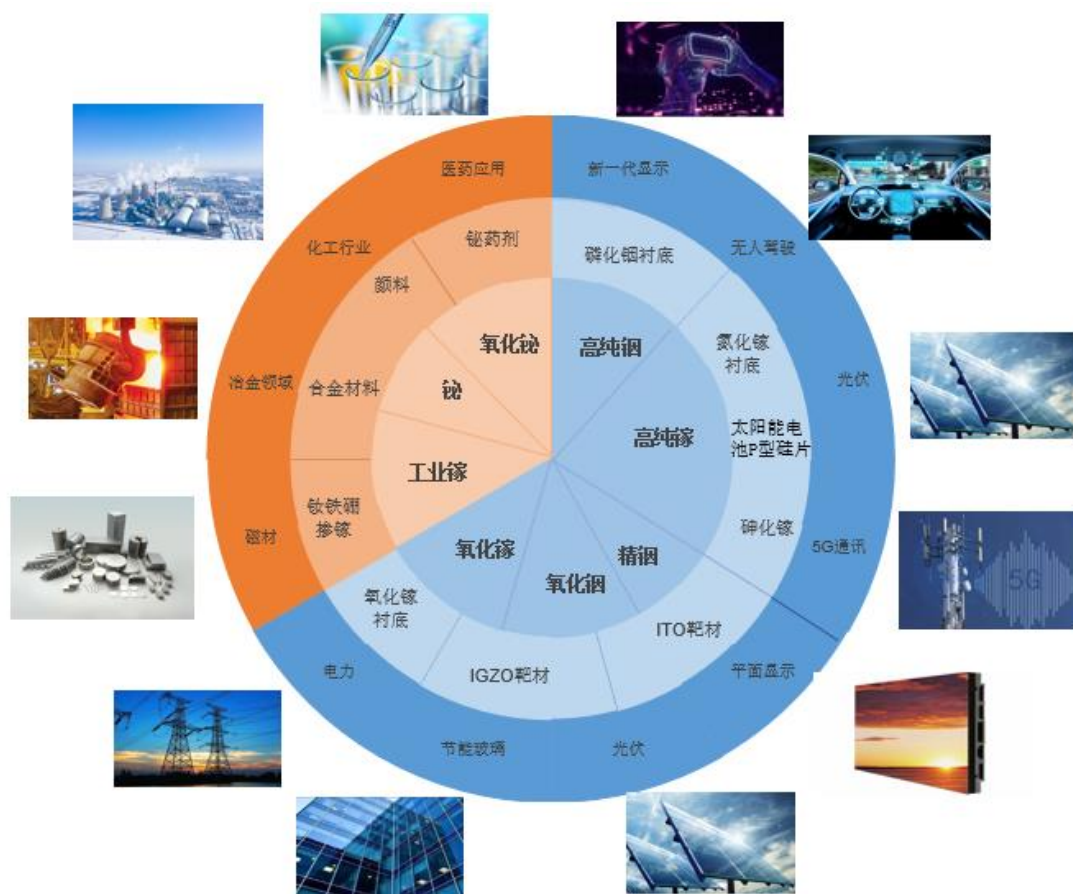 医药应用
新一代显示
化工行业
铋药剂
磷化铟衬底
无人驾驶
颜料
氧化铋
高纯铟
氮化镓
衬底
光伏
冶金领域
合金材料
铋
高纯镓
太阳能电
池P型硅片
工业镓
钕铁硼
掺镓
磁材
氧化镓
精铟
砷化镓
5G通讯
5G
氧化铟
氧化镓
衬底
ITO靶材
电力
IGZO靶材
平面显示
节能玻璃
光伏